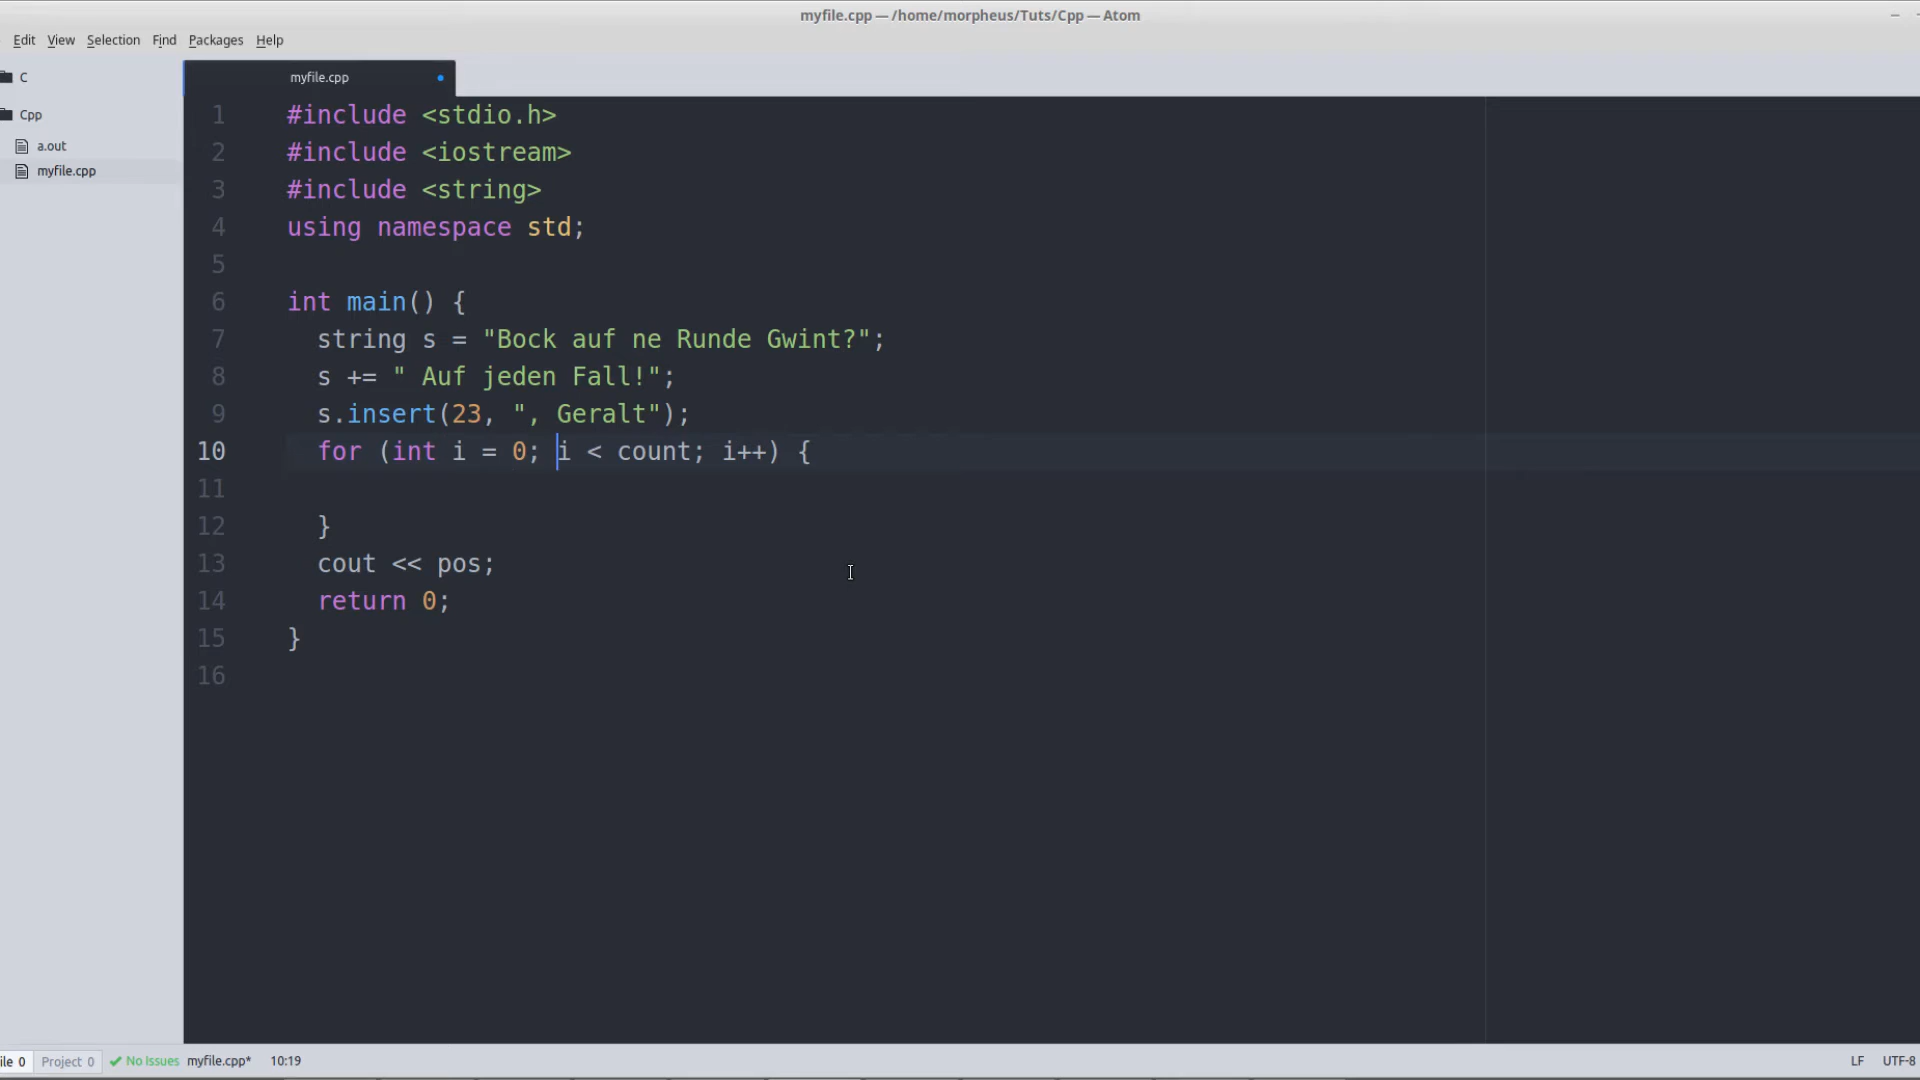 myfile.cpp — /home/morpheus/Tuts/Cpp — Atom
Edit View Selection Find Packages Help
C
Cpp
a.out
myfile.cpp
myfile.cpp
1 #include <stdio.h>
2 #include <iostream>
3 #include <string>
4 using namespace std;
5
6 int main() {
7 string s = "Bock auf ne Runde Gwint?";
8 s += " Auf jeden Fall!";
9 s.insert(23, ", Geralt");
10 for (int i = 0; i < count; i++) {
11
12 }
13 cout << pos;
14 return 0;
15 }
16
ile 0 Project 0 No Issues myfile.cpp* 10:19 LF UTF-8